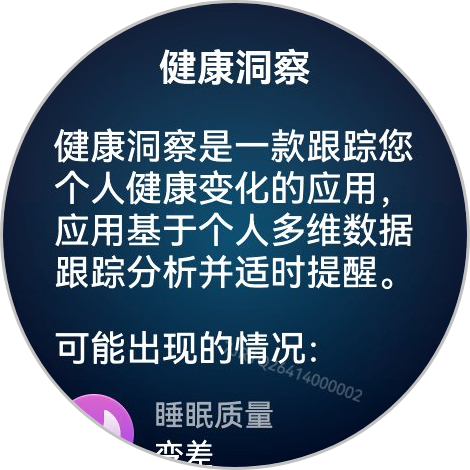 健康洞察
健康洞察是一款跟踪您
个人健康变化的应用，
应用基于个人多维数据
跟踪分析并适时提醒。
可能出现的情况：
睡眠质量
变差